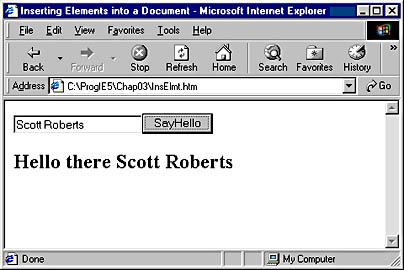 Inserting Elements into a Document - Microsoft Internet Explorer
File Edit View Favorites Tools Help
Back Forward Stop Refresh Home Search Favorites History
Address C:\ProgIE5\Chap03\InsElmt.htm Go
Scott Roberts SayHello
Hello there Scott Roberts
Done My Computer